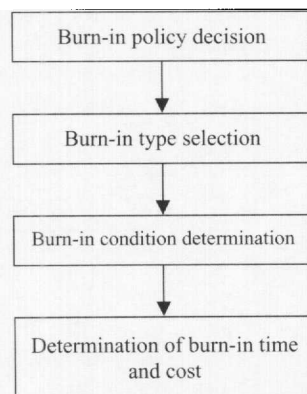 Burn-in policy decision
Burn-in type selection
Burn-in condition determination
Determination of burn-in time
and cost